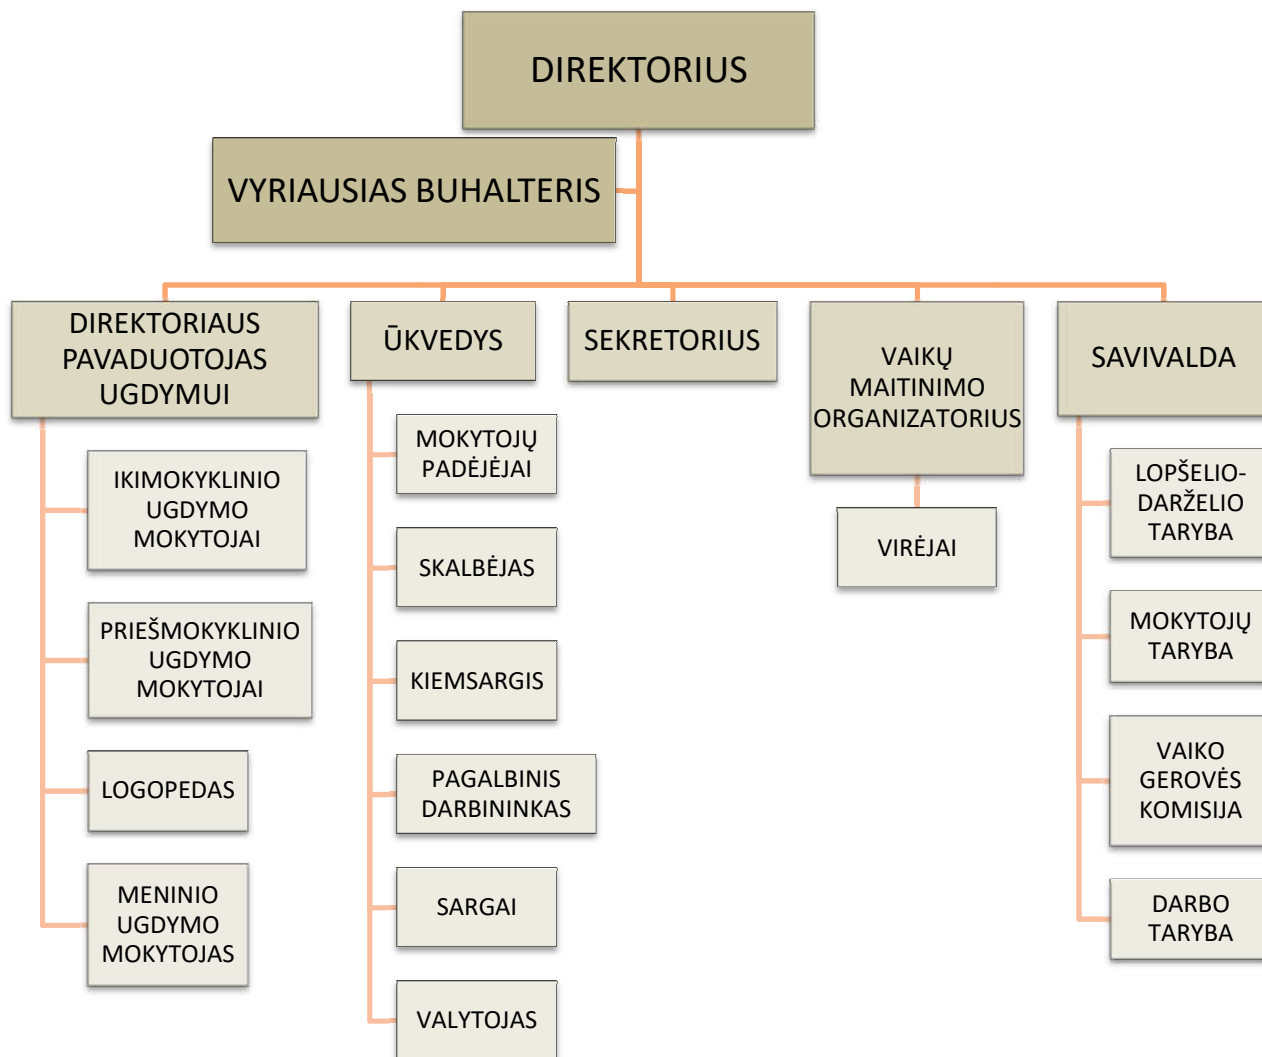 DIREKTORIUS
VYRIAUSIAS BUHALTERIS
DIREKTORIAUS
PAVADUOTOJAS
UGDYMUI
IKIMOKYKLINIO
UGDYMO
MOKYTOJAI
PRIEŠMOKYKLINIO
UGDYMO
MOKYTOJAI
LOGOPEDAS
MENINIO
UGDYMO
MOKYTOJAS
ŪKVEDYS
MOKYTOJŲ
PADĖJĖJAI
SKALBĖJAS
KIEMSARGIS
PAGALBINIS
DARBININKAS
SARGAI
VALYTOJAS
SEKRETORIUS
VAIKŲ
MAITINIMO
ORGANIZATORIUS
VIRĖJAI
SAVIVALDA
LOPŠELIO-
DARŽELIO
TARYBA
MOKYTOJŲ
TARYBA
VAIKO
GEROVĖS
KOMISIJA
DARBO
TARYBA